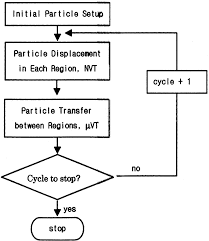 Initial Particle Setup
Particle Displacement
in Each Region, NVT
cycle + 1
Particle Transfer
between Regions, μVT
Cycle to stop?
no
yes
stop